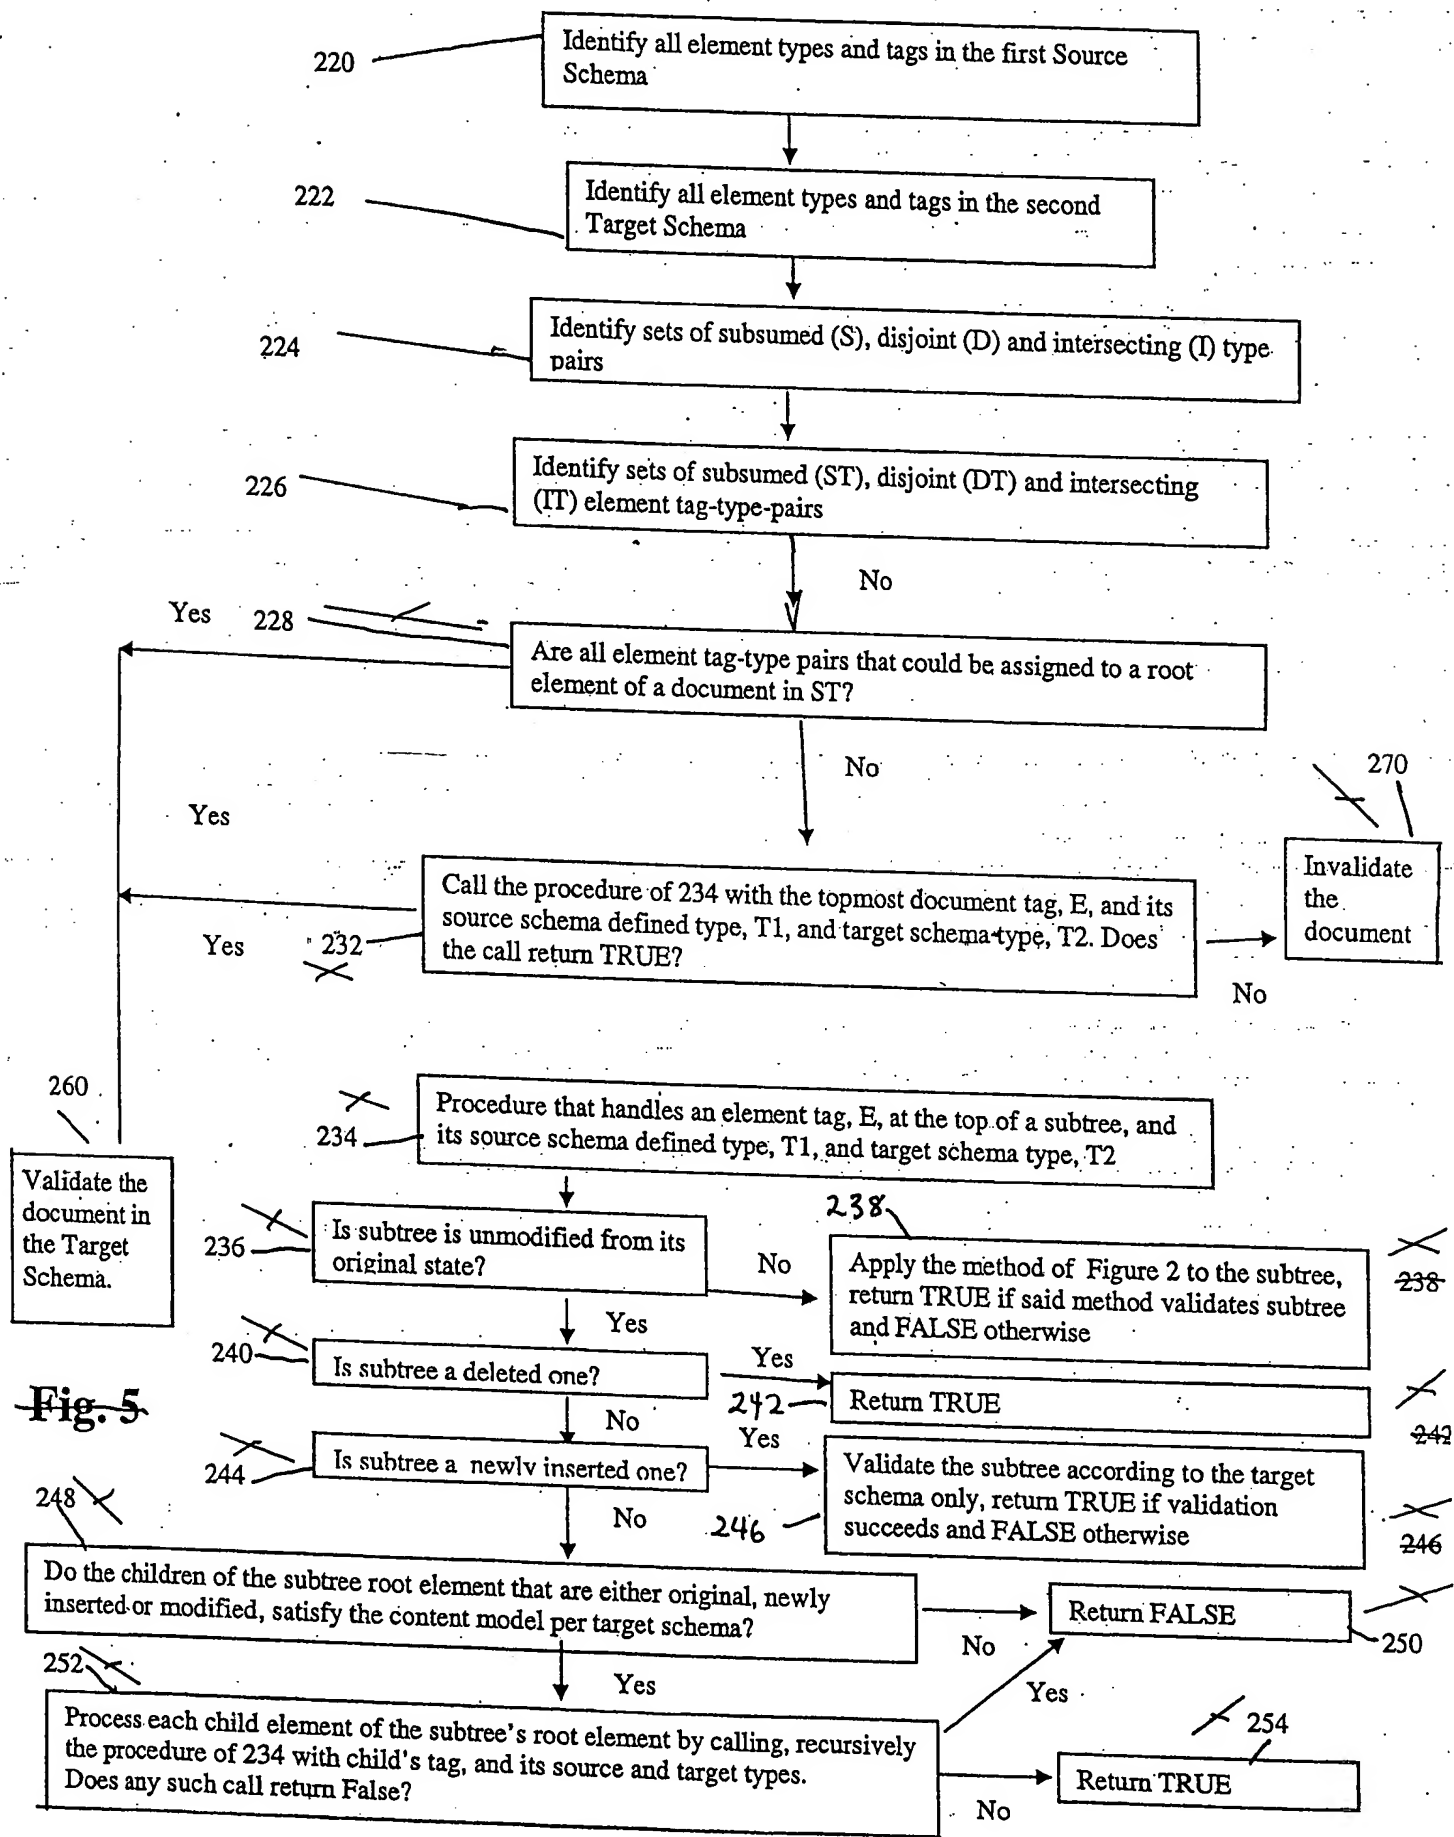 220
Identify all element types and tags in the first Source
Schema
222
Identify all element types and tags in the second
Target Schema
224
Identify sets of subsumed (S), disjoint (D) and intersecting (I) type
pairs
226
Identify sets of subsumed (ST), disjoint (DT) and intersecting
(IT) element tag-type-pairs
No
Yes
228
Are all element tag-type pairs that could be assigned to a root
element of a document in ST?
No
270
Yes
Invalidate
the
document
Call the procedure of 234 with the topmost document tag, E, and its
source schema defined type, T1, and target schema-type, T2. Does
the call return TRUE?
Yes
232
No
260
234
Procedure that handles an element tag, E, at the top of a subtree, and
its source schema defined type, T1, and target schema type, T2
Validate the
document in
the Target
Schema.
236
Is subtree is unmodified from its
original state?
No
238
Apply the method of Figure 2 to the subtree,
return TRUE if said method validates subtree
and FALSE otherwise
238
Yes
240
Is subtree a deleted one?
Yes
242
Return TRUE
242
Fig. 5
No
244
Is subtree a newly inserted one?
Yes
246
Validate the subtree according to the target
schema only, return TRUE if validation
succeeds and FALSE otherwise
246
No
248
Do the children of the subtree root element that are either original, newly
inserted or modified, satisfy the content model per target schema?
No
Return FALSE
250
Yes
252
Process each child element of the subtree's root element by calling, recursively
the procedure of 234 with child's tag, and its source and target types.
Does any such call return False?
Yes
254
Return TRUE
No